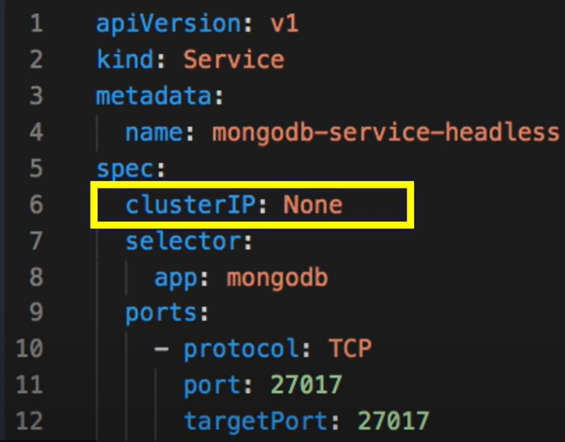 1 apiVersion: v1
2 kind: Service
3 metadata:
4 name: mongodb-service-headless
5 spec:
6 clusterIP: None
7 selector:
8 app: mongodb
9 ports:
10 - protocol: TCP
11 port: 27017
12 targetPort: 27017